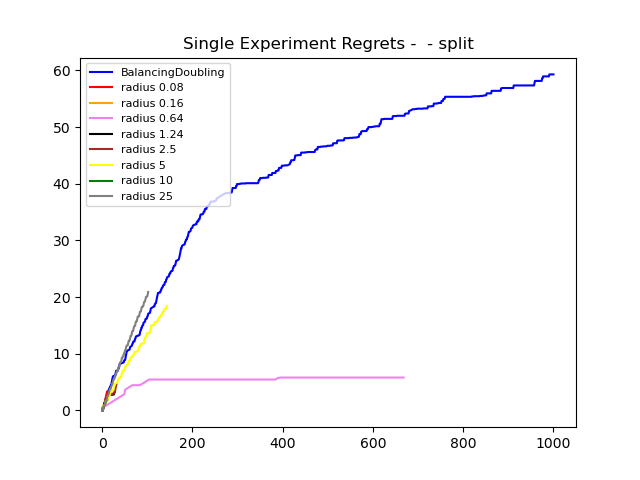 Single Experiment Regrets -  - split
60
50
40
30
20
10
0
BalancingDoubling
radius 0.08
radius 0.16
radius 0.64
radius 1.24
radius 2.5
radius 5
radius 10
radius 25
0 200 400 600 800 1000